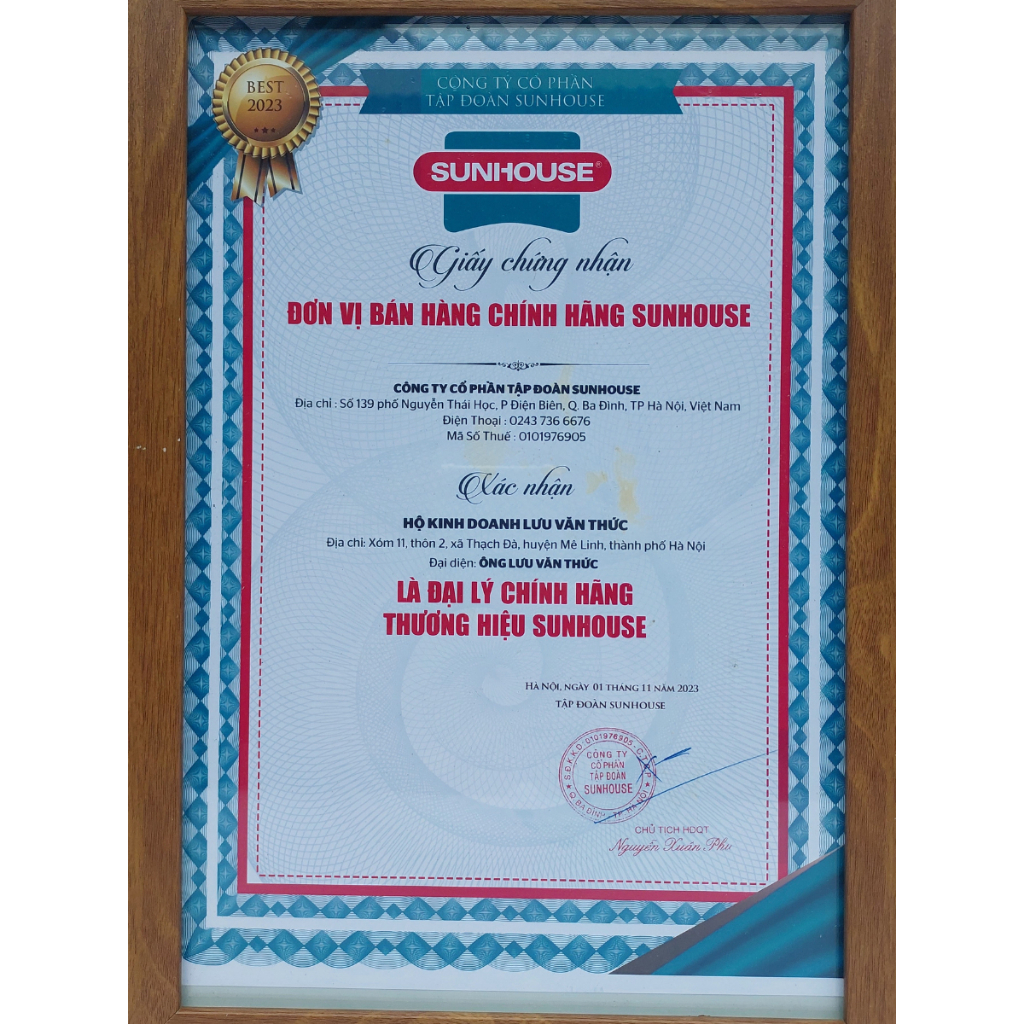 BEST
2023
CÔNG TY CỔ PHẦN
TẬP ĐOÀN SUNHOUSE
SUNHOUSE®
Giấy chứng nhận
ĐƠN VỊ BÁN HÀNG CHÍNH HÃNG SUNHOUSE
CÔNG TY CỔ PHẦN TẬP ĐOÀN SUNHOUSE
Địa chỉ : Số 139 phố Nguyễn Thái Học, P Điện Biên, Q. Ba Đình, TP Hà Nội, Việt Nam
Điện Thoại : 0243 736 6676
Mã Số Thuế : 0101976905
Xác nhận
HỘ KINH DOANH LƯU VĂN THỨC
Địa chỉ: Xóm 11, thôn 2, xã Thạch Đà, huyện Mê Linh, thành phố Hà Nội
Đại diện: ÔNG LƯU VĂN THỨC
LÀ ĐẠI LÝ CHÍNH HÃNG
THƯƠNG HIỆU SUNHOUSE
HÀ NỘI, NGÀY 01 THÁNG 11 NĂM 2023
TẬP ĐOÀN SUNHOUSE
S.Đ.K.K.D:0101976905-C.T.C.P
CÔNG TY
CỔ PHẦN
TẬP ĐOÀN
SUNHOUSE
Q.BA ĐÌNH - TP HÀ NỘI
CHỦ TỊCH HĐQT
Nguyễn Xuân Phú